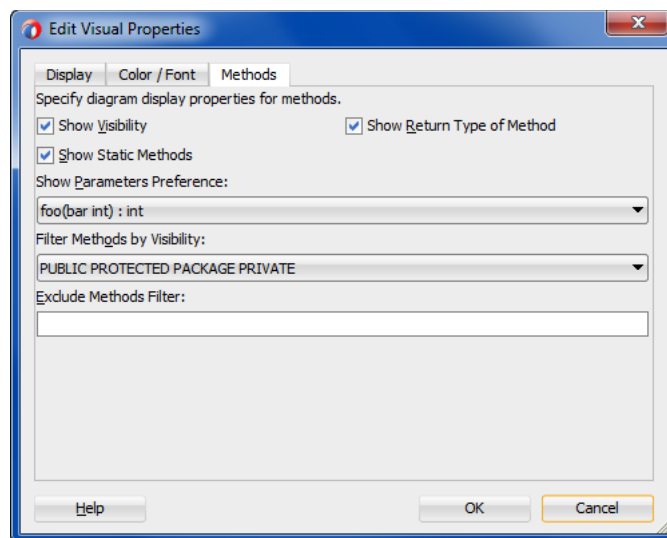 Edit Visual Properties
Display Color / Font Methods
Specify diagram display properties for methods.
Show Visibility Show Return Type of Method
Show Static Methods
Show Parameters Preference:
foo(bar int) : int
Filter Methods by Visibility:
PUBLIC PROTECTED PACKAGE PRIVATE
Exclude Methods Filter:
Help OK Cancel